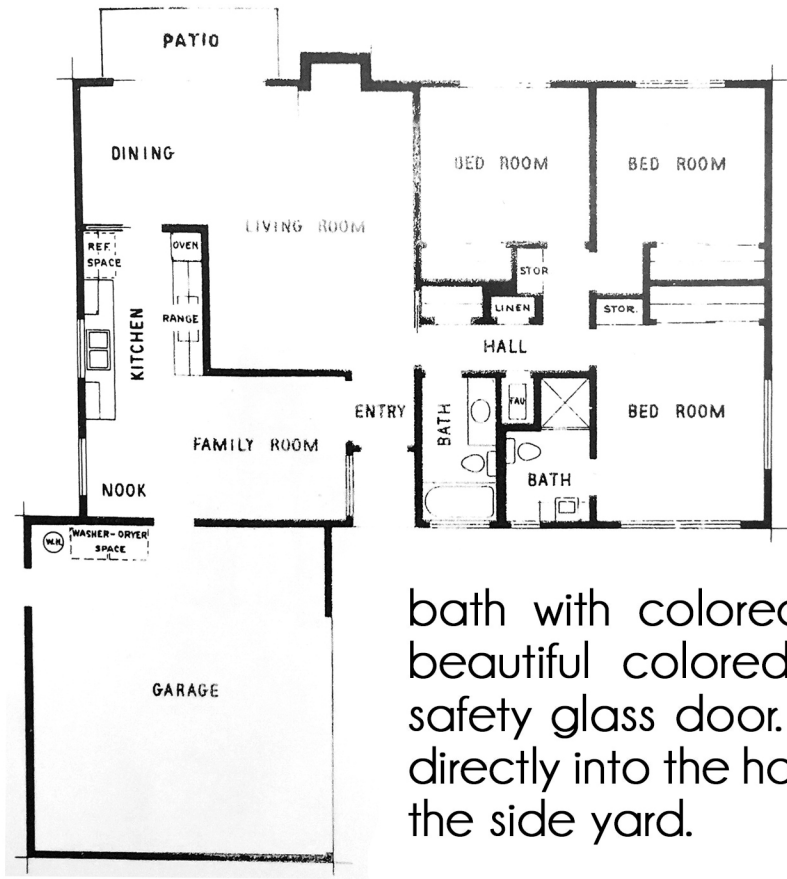 PATIO
DINING
BED ROOM
BED ROOM
LIVING ROOM
REF.
SPACE
OVEN
STOR
RANGE
LINEN
STOR.
KITCHEN
HALL
FAU
ENTRY
BATH
BED ROOM
FAMILY ROOM
BATH
NOOK
W.H.
WASHER-DRYER
SPACE
GARAGE
bath with colored
beautiful colored
safety glass door.
directly into the
the side yard.